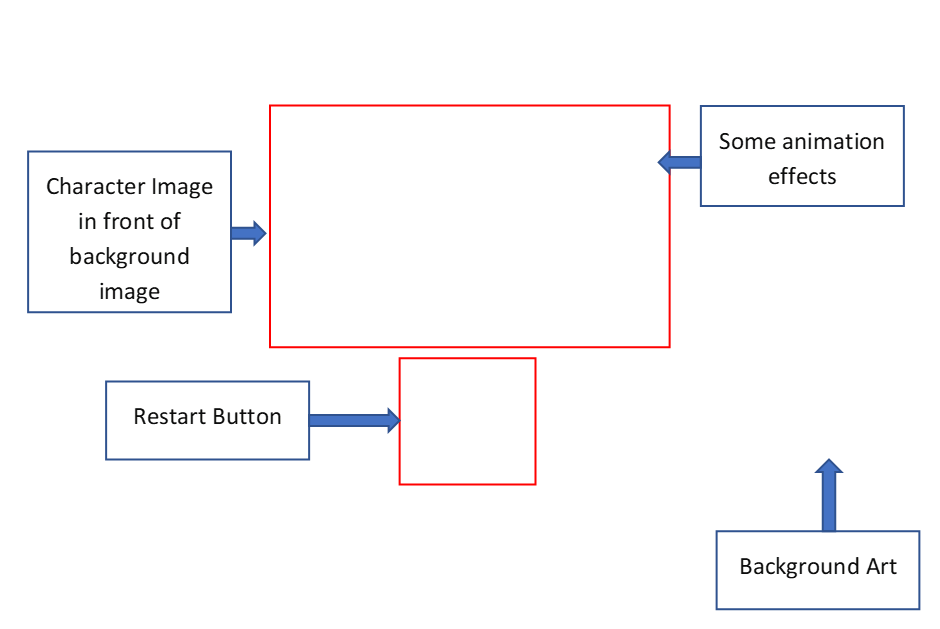 Some animation
effects
Character Image
in front of
background
image
Restart Button
Background Art